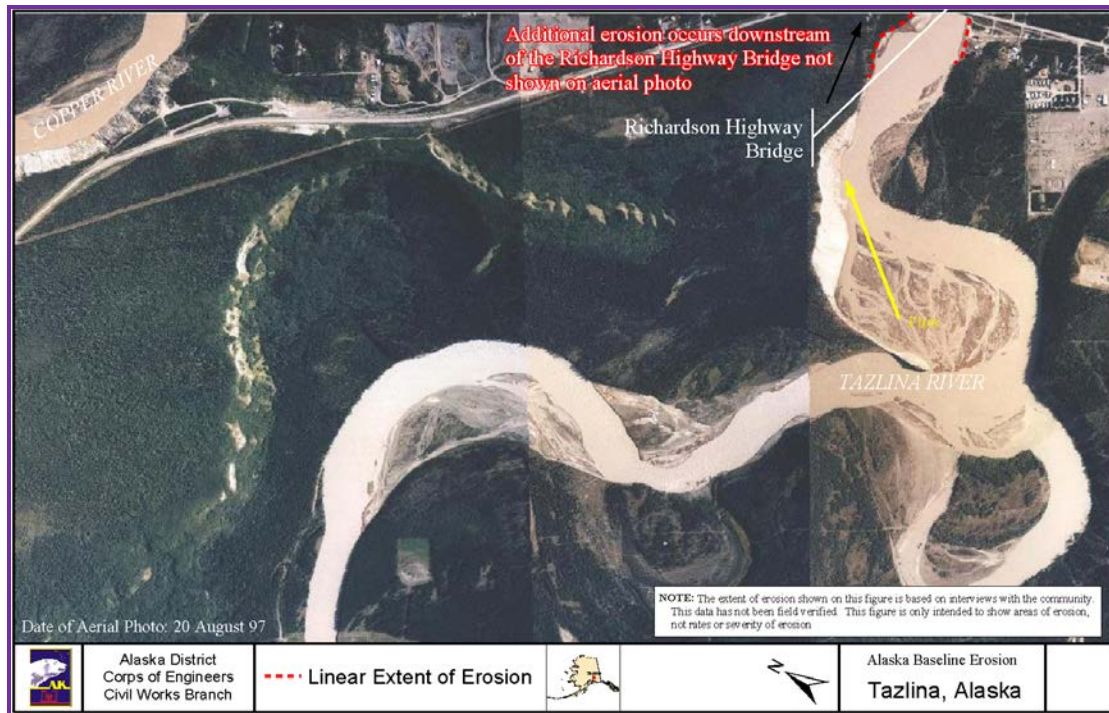 Additional erosion occurs downstream
of the Richardson Highway Bridge not
shown on aerial photo
COPPER RIVER
Richardson Highway
Bridge
Flow
TAZLINA RIVER
NOTE: The extent of erosion shown on this figure is based on interviews with the community.
This data has not been field verified. This figure is only intended to show areas of erosion,
not rates or severity of erosion
Date of Aerial Photo: 20 August 97
AK
Alaska District
Corps of Engineers
Civil Works Branch
Linear Extent of Erosion
Alaska Baseline Erosion
Tazlina, Alaska